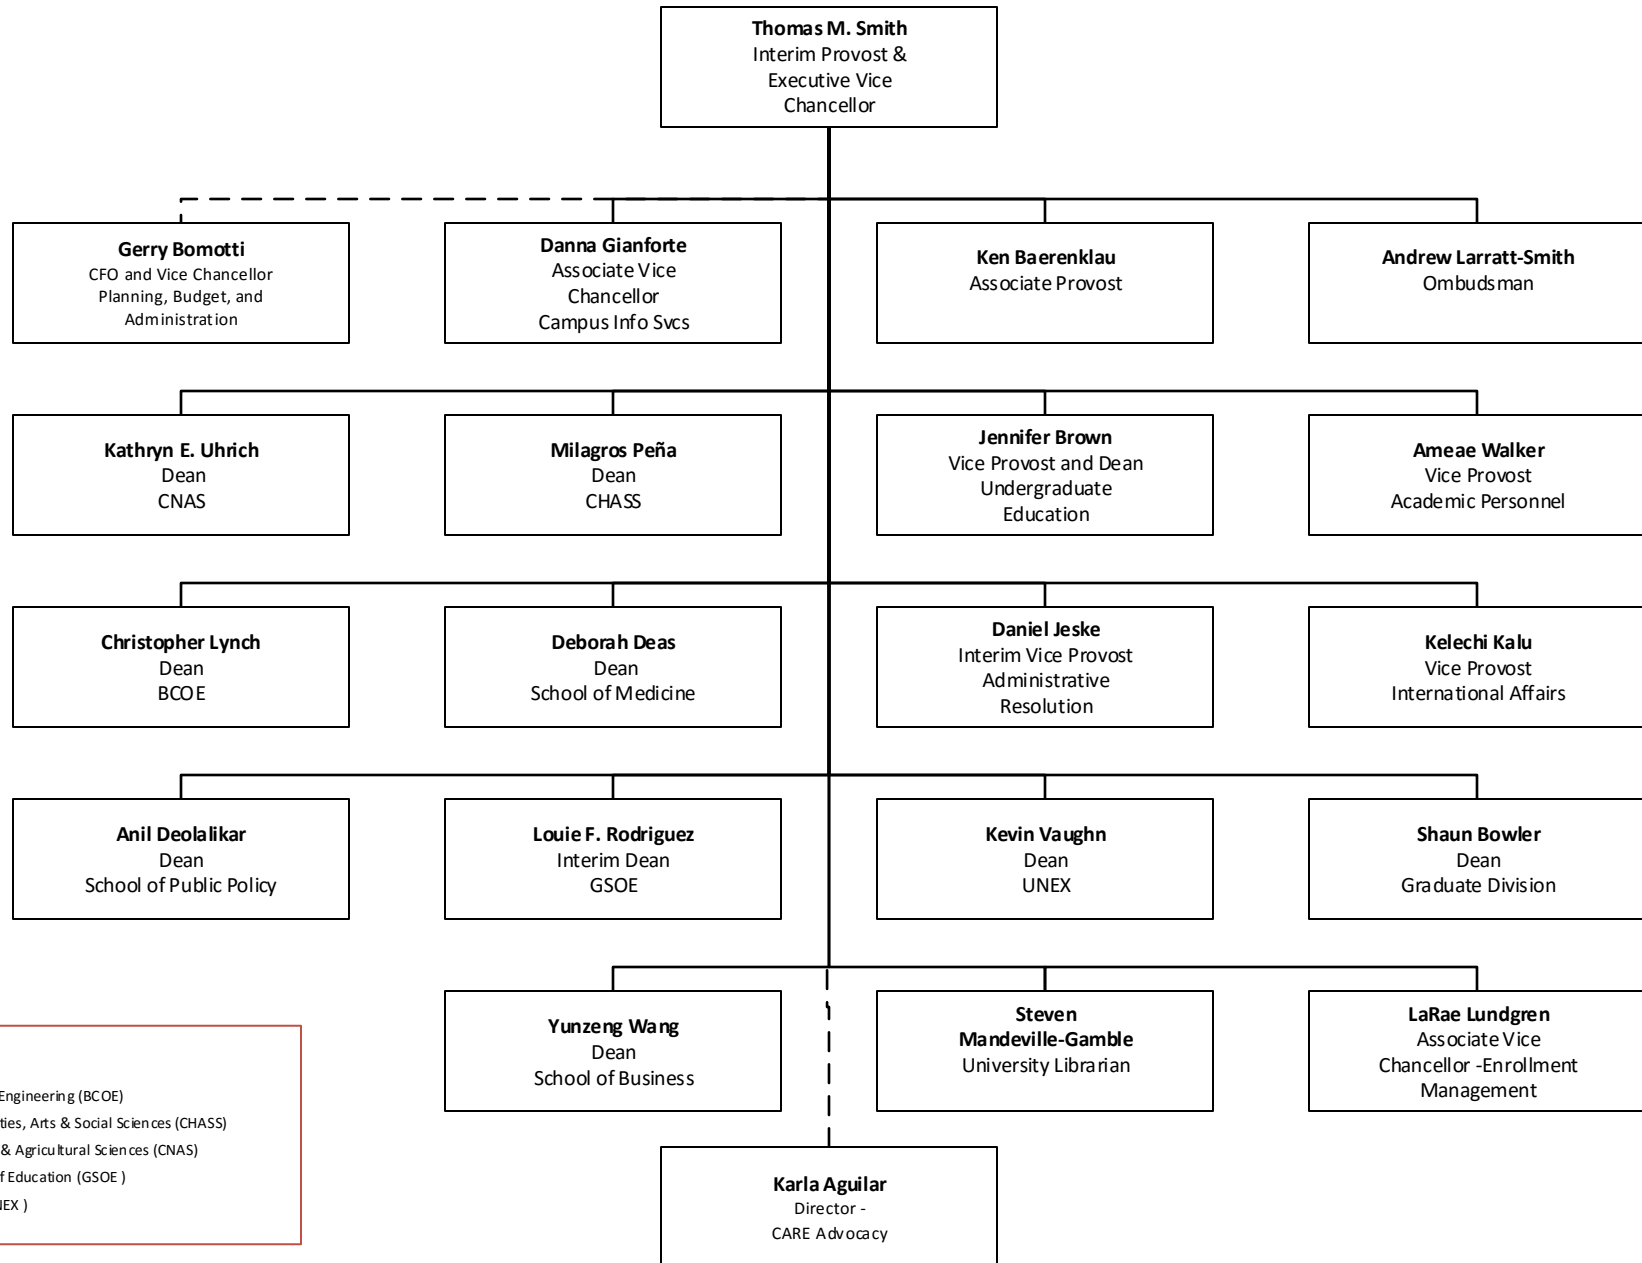 Thomas M. Smith
Interim Provost &
Executive Vice
Chancellor
Gerry Bomotti
CFO and Vice Chancellor
Planning, Budget, and
Administration
Danna Gianforte
Associate Vice
Chancellor
Campus Info Svcs
Ken Baerenklau
Associate Provost
Andrew Larratt-Smith
Ombudsman
Kathryn E. Uhrich
Dean
CNAS
Milagros Peña
Dean
CHASS
Jennifer Brown
Vice Provost and Dean
Undergraduate
Education
Ameae Walker
Vice Provost
Academic Personnel
Christopher Lynch
Dean
BCOE
Deborah Deas
Dean
School of Medicine
Daniel Jeske
Interim Vice Provost
Administrative
Resolution
Kelechi Kalu
Vice Provost
International Affairs
Anil Deolalikar
Dean
School of Public Policy
Louie F. Rodriguez
Interim Dean
GSOE
Kevin Vaughn
Dean
UNEX
Shaun Bowler
Dean
Graduate Division
Yunzeng Wang
Dean
School of Business
Steven
Mandeville-Gamble
University Librarian
LaRae Lundgren
Associate Vice
Chancellor -Enrollment
Management
Karla Aguilar
Director -
CARE Advocacy
Engineering (BCOE)
ties, Arts & Social Sciences (CHASS)
& Agricultural Sciences (CNAS)
f Education (GSOE )
NEX )